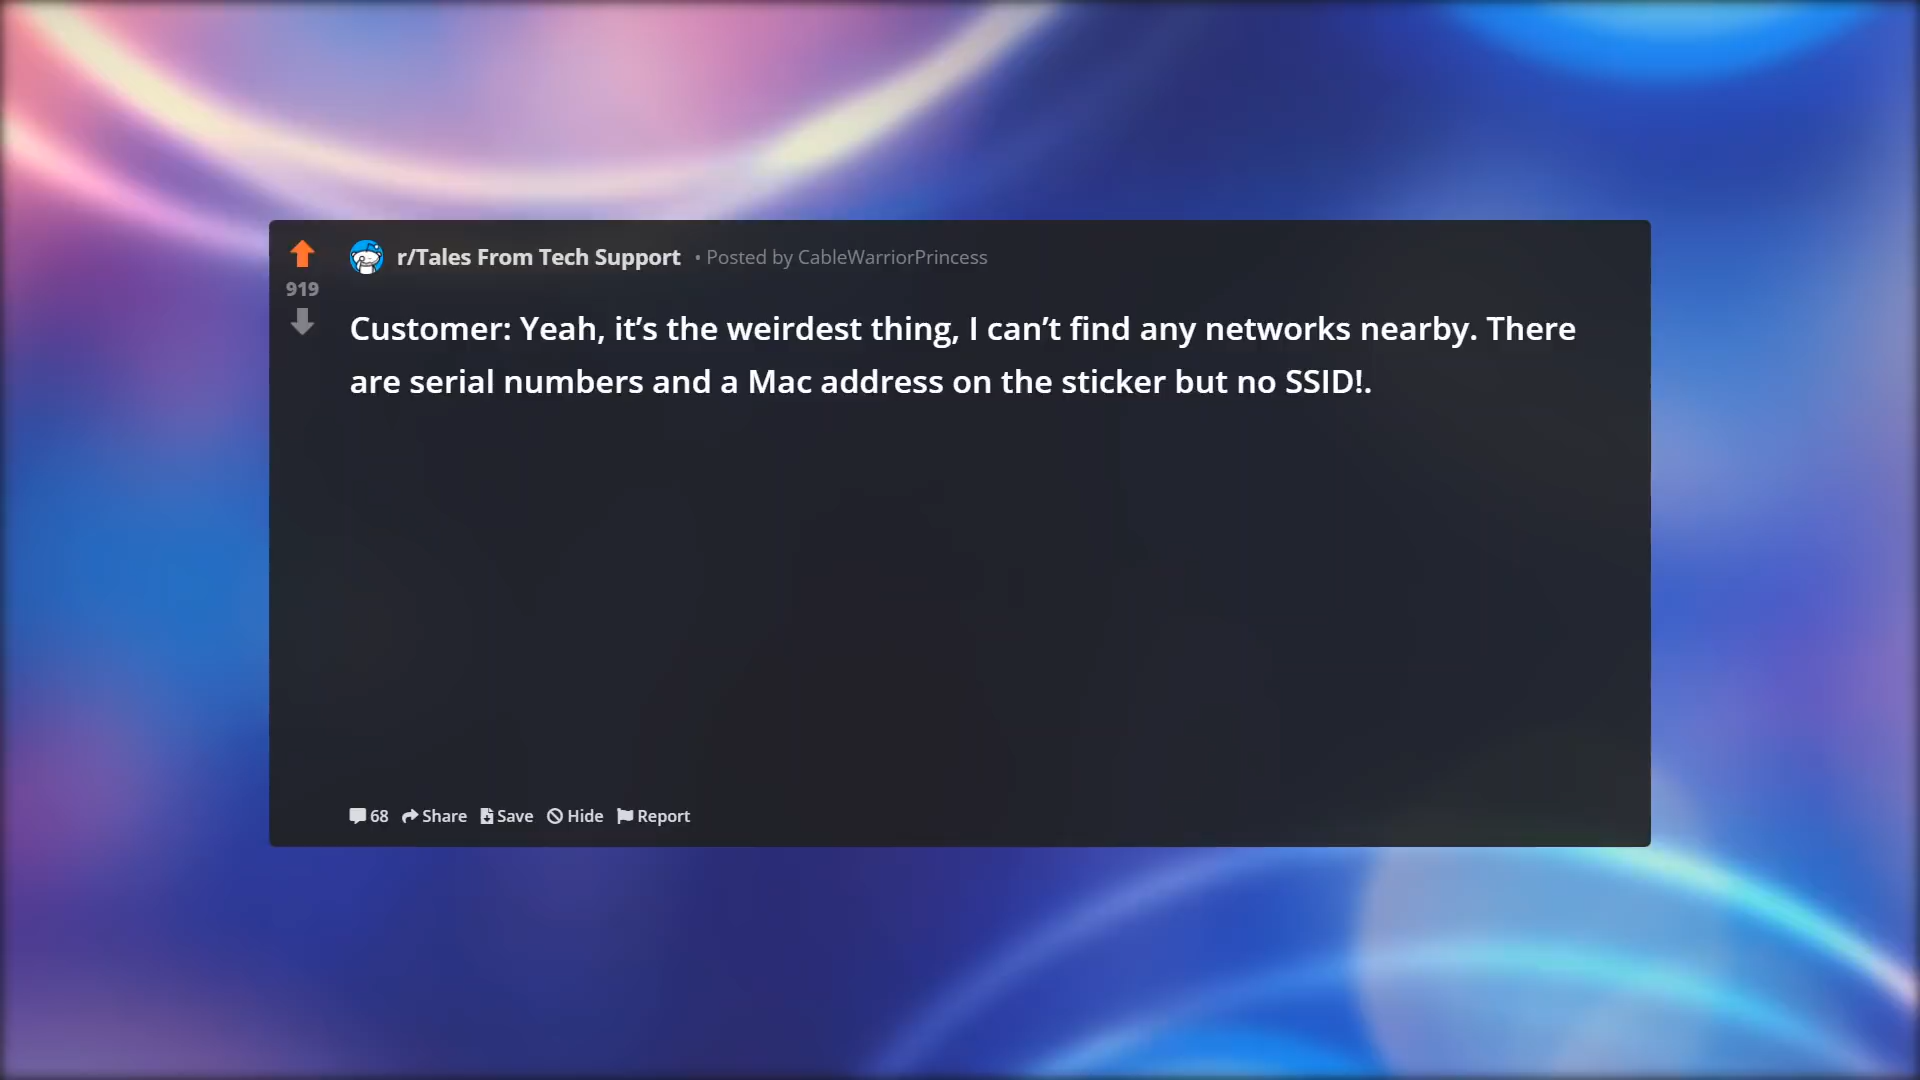 r/Tales From Tech Support • Posted by CableWarriorPrincess
919
Customer: Yeah, it’s the weirdest thing, I can’t find any networks nearby. There
are serial numbers and a Mac address on the sticker but no SSID!.
68 Share Save Hide Report